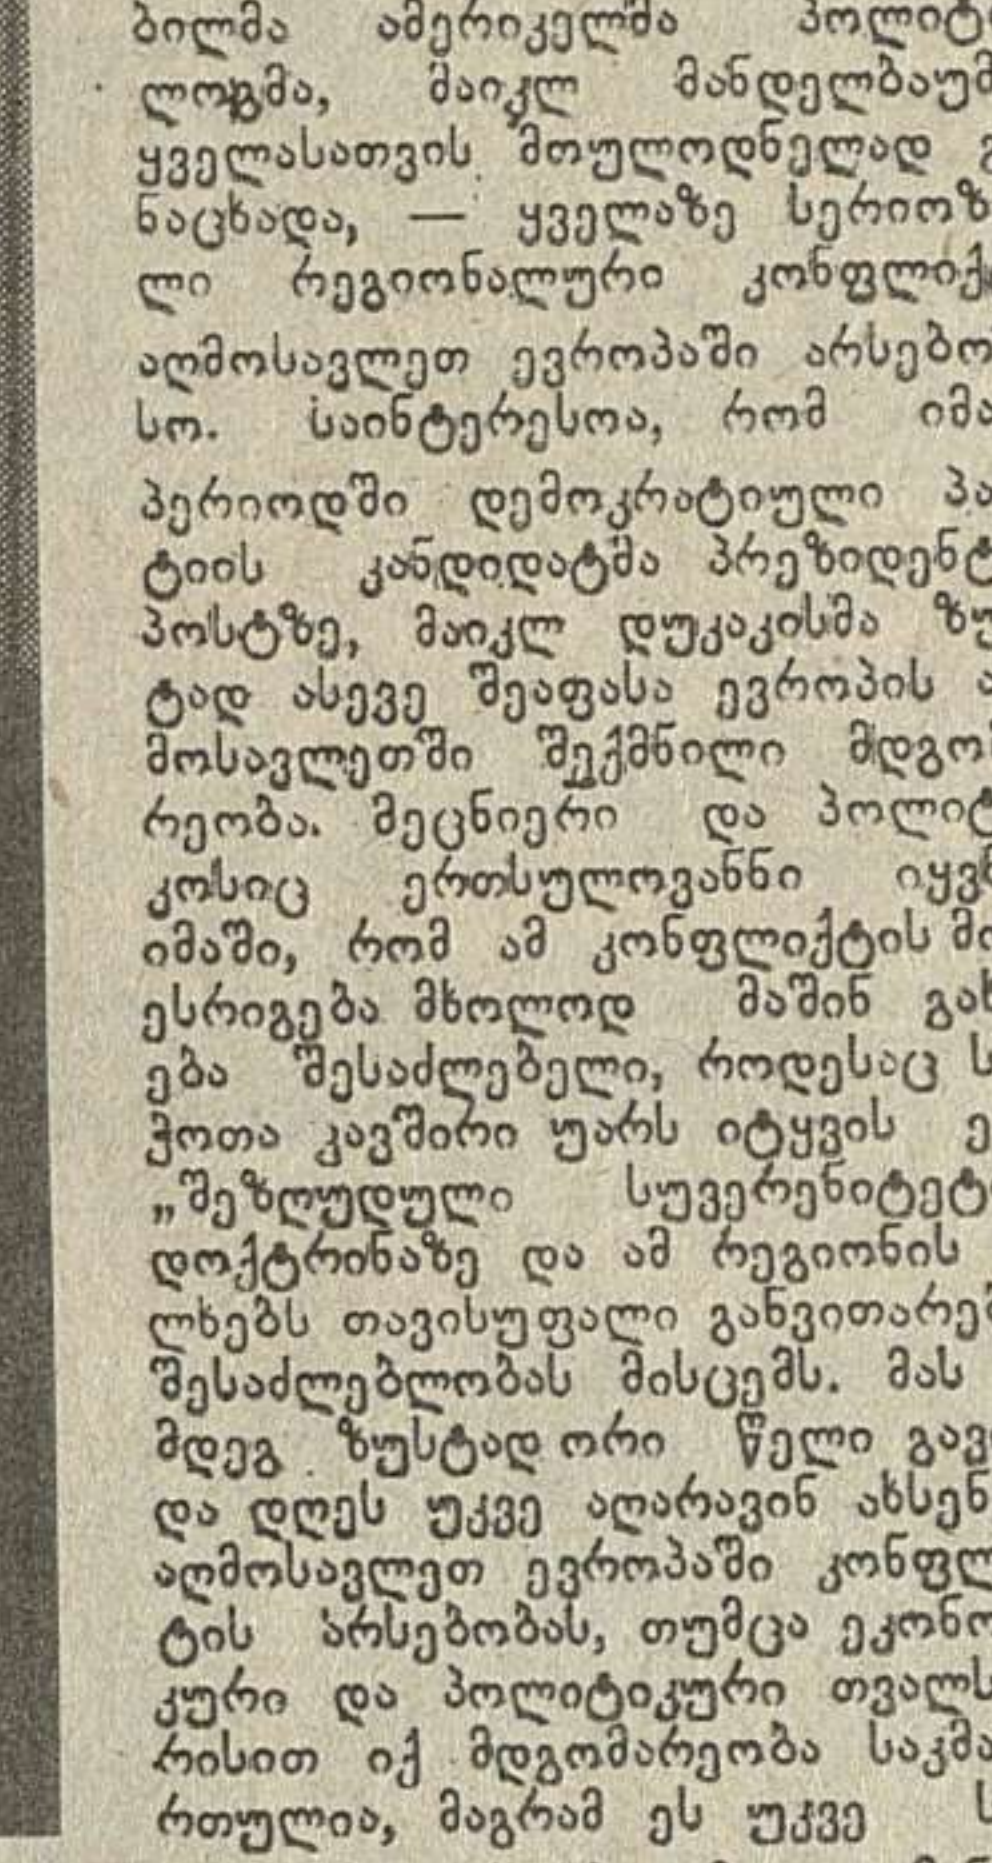 ბილმა ამერიკელმა პოლიტ
ლოგმა, მაიკლ მანდელბაუმ
ყველასათვის მოულოდნელად გ
ნაცხადა, — ყველაზე სერიოზ
ლი რეგიონალური კონფლიქ
აღმოსავლეთ ევროპაში არსებო
სო. საინტერესოა, რომ იმა
პერიოდში დემოკრატიული პა
ტიის კანდიდატმა პრეზიდენტ
პოსტზე, მაიკლ დუკაკისმა ზუ
ტად ასევე შეაფასა ევროპის ა
მოსავლეთში შექმნილი მდგო
რეობა. მეცნიერი და პოლიტ
კოსიც ერთსულოვანნი იყვნ
იმაში, რომ ამ კონფლიქტის მო
ესრიგება მხოლოდ მაშინ გახ
ება შესაძლებელი, როდესაც ს
ჭოთა კავშირი უარს იტყვის ე
„შეზღუდული სუვერენიტეტ
დოქტრინაზე და ამ რეგიონის
ლხებს თავისუფალი განვითარებ
შესაძლებლობას მისცემს. მას
მდეგ ზუსტად ორი წელი გავ
და დღეს უკვე აღარავინ ახსენ
აღმოსავლეთ ევროპაში კონფლ
ტის არსებობას, თუმცა ეკონო
კური და პოლიტიკური თვალს
რისით იქ მდგომარეობა საკმა
რთულია, მაგრამ ეს უკვე ს